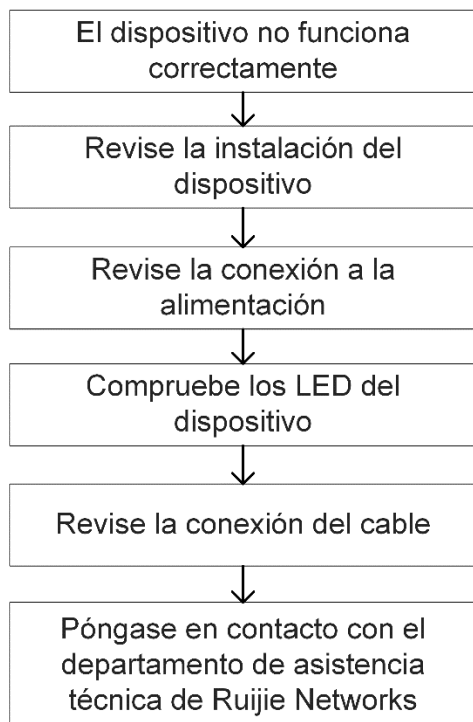 El dispositivo no funciona
correctamente
Revise la instalación del
dispositivo
Revise la conexión a la
alimentación
Compruebe los LED del
dispositivo
Revise la conexión del cable
Póngase en contacto con el
departamento de asistencia
técnica de Ruijie Networks